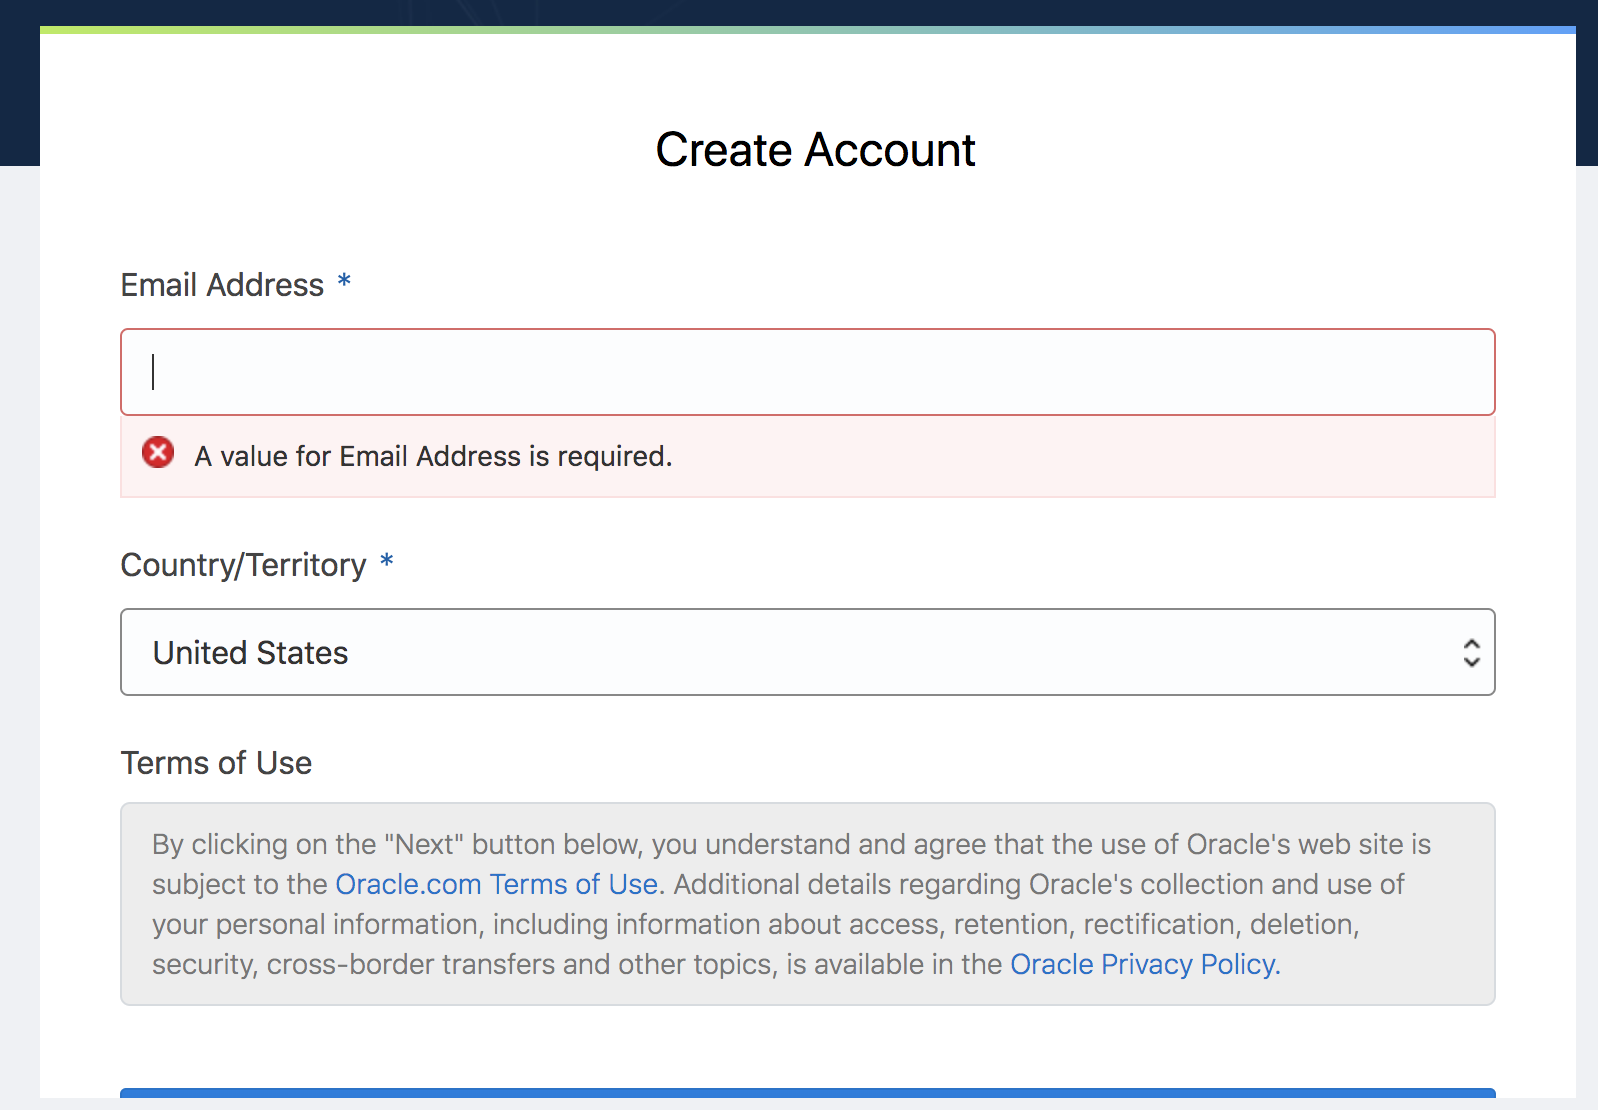 Create Account
Email Address *
A value for Email Address is required.
Country/Territory *
United States
Terms of Use
By clicking on the "Next" button below, you understand and agree that the use of Oracle's web site is
subject to the Oracle.com Terms of Use. Additional details regarding Oracle's collection and use of
your personal information, including information about access, retention, rectification, deletion,
security, cross-border transfers and other topics, is available in the Oracle Privacy Policy.